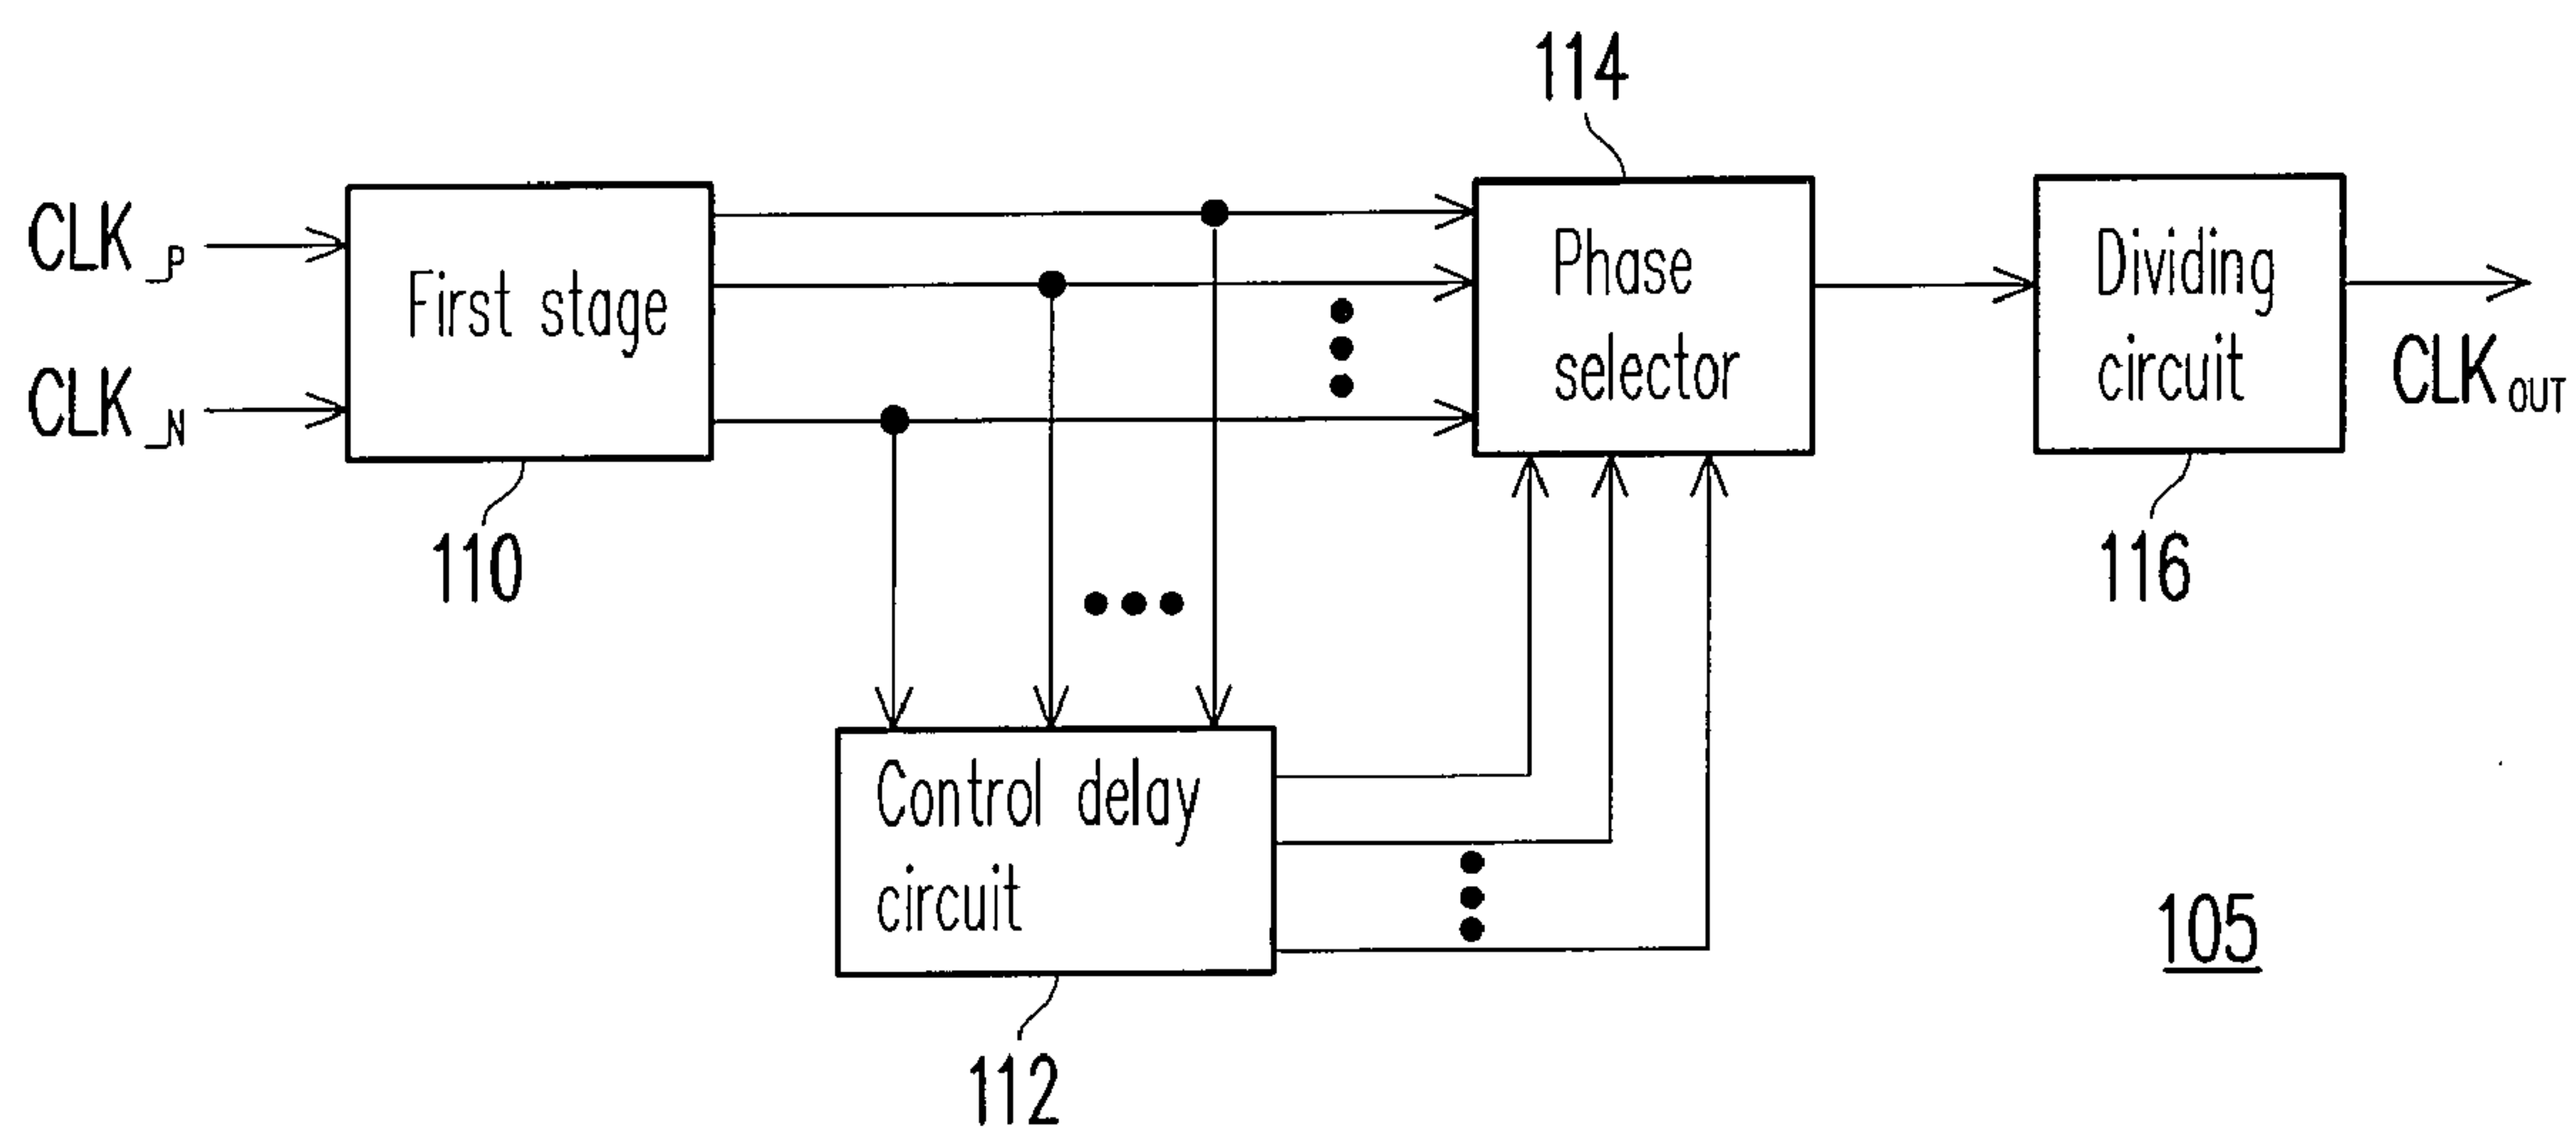 114
CLK_P
First stage
Phase
selector
Dividing
circuit
CLK_N
CLKOUT
110
116
Control delay
circuit
105
112